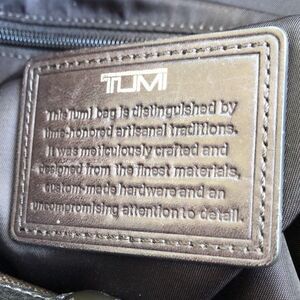 TUMI
This Tumi bag is distinguished by
time-honored artisanal traditions.
It was meticulously crafted and
designed from the finest materials,
custom made hardware and an
uncompromising attention to detail.